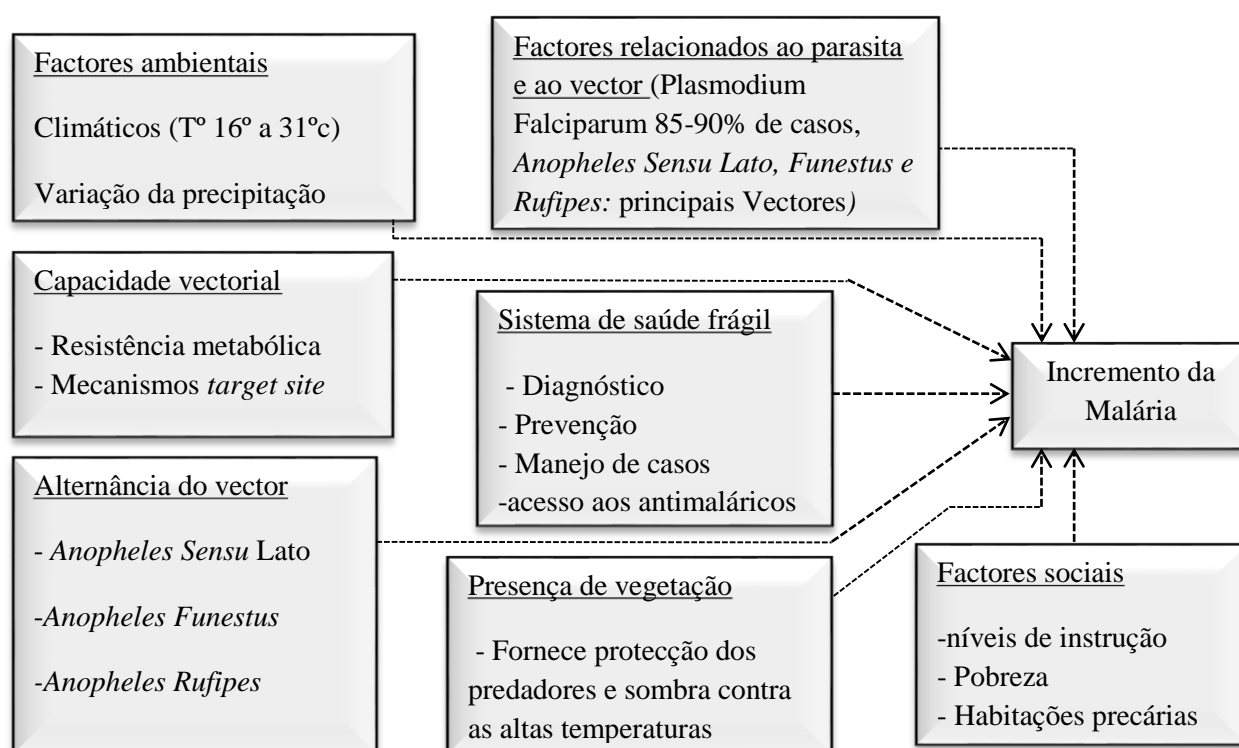 Factores ambientais
Climáticos (Tº 16º a 31ºc)
Variação da precipitação
Factores relacionados ao parasita
e ao vector (Plasmodium
Falciparum 85-90% de casos,
Anopheles Sensu Lato, Funestus e
Rufipes: principais Vectores)
Capacidade vectorial
- Resistência metabólica
- Mecanismos target site
Sistema de saúde frágil
- Diagnóstico
- Prevenção
- Manejo de casos
-acesso aos antimaláricos
Incremento da
Malária
Alternância do vector
- Anopheles Sensu Lato
-Anopheles Funestus
-Anopheles Rufipes
Presença de vegetação
- Fornece protecção dos
predadores e sombra contra
as altas temperaturas
Factores sociais
-níveis de instrução
- Pobreza
- Habitações precárias